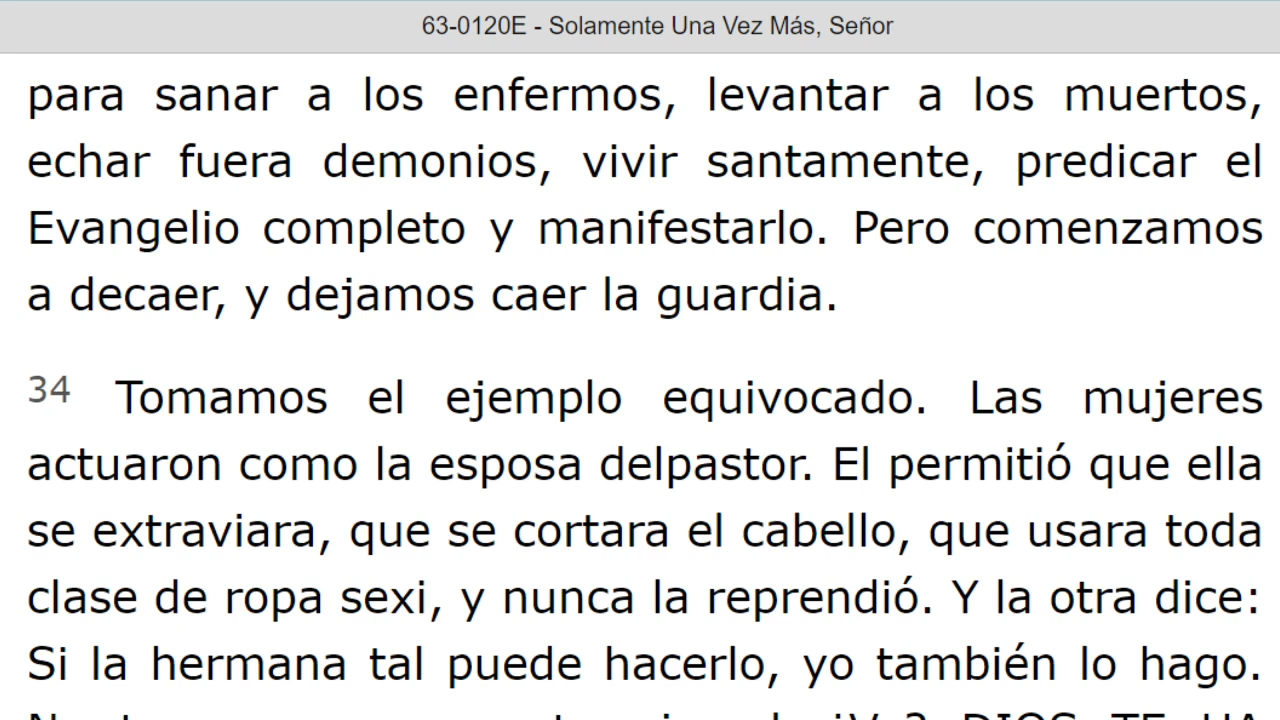 63-0120E - Solamente Una Vez Más, Señor
para sanar a los enfermos, levantar a los muertos,
echar fuera demonios, vivir santamente, predicar el
Evangelio completo y manifestarlo. Pero comenzamos
a decaer, y dejamos caer la guardia.
34 Tomamos el ejemplo equivocado. Las mujeres
actuaron como la esposa delpastor. El permitió que ella
se extraviara, que se cortara el cabello, que usara toda
clase de ropa sexi, y nunca la reprendió. Y la otra dice:
Si la hermana tal puede hacerlo, yo también lo hago.
DIOS TE HA